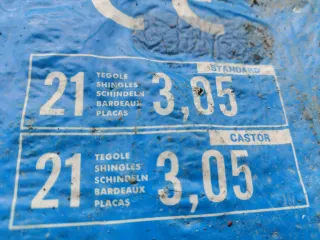 STANDARD
21 TEGOLE SHINGLES SCHINDELN BARDEAUX PLACAS 3,05
CASTOR
21 TEGOLE SHINGLES SCHINDELN BARDEAUX PLACAS 3,05